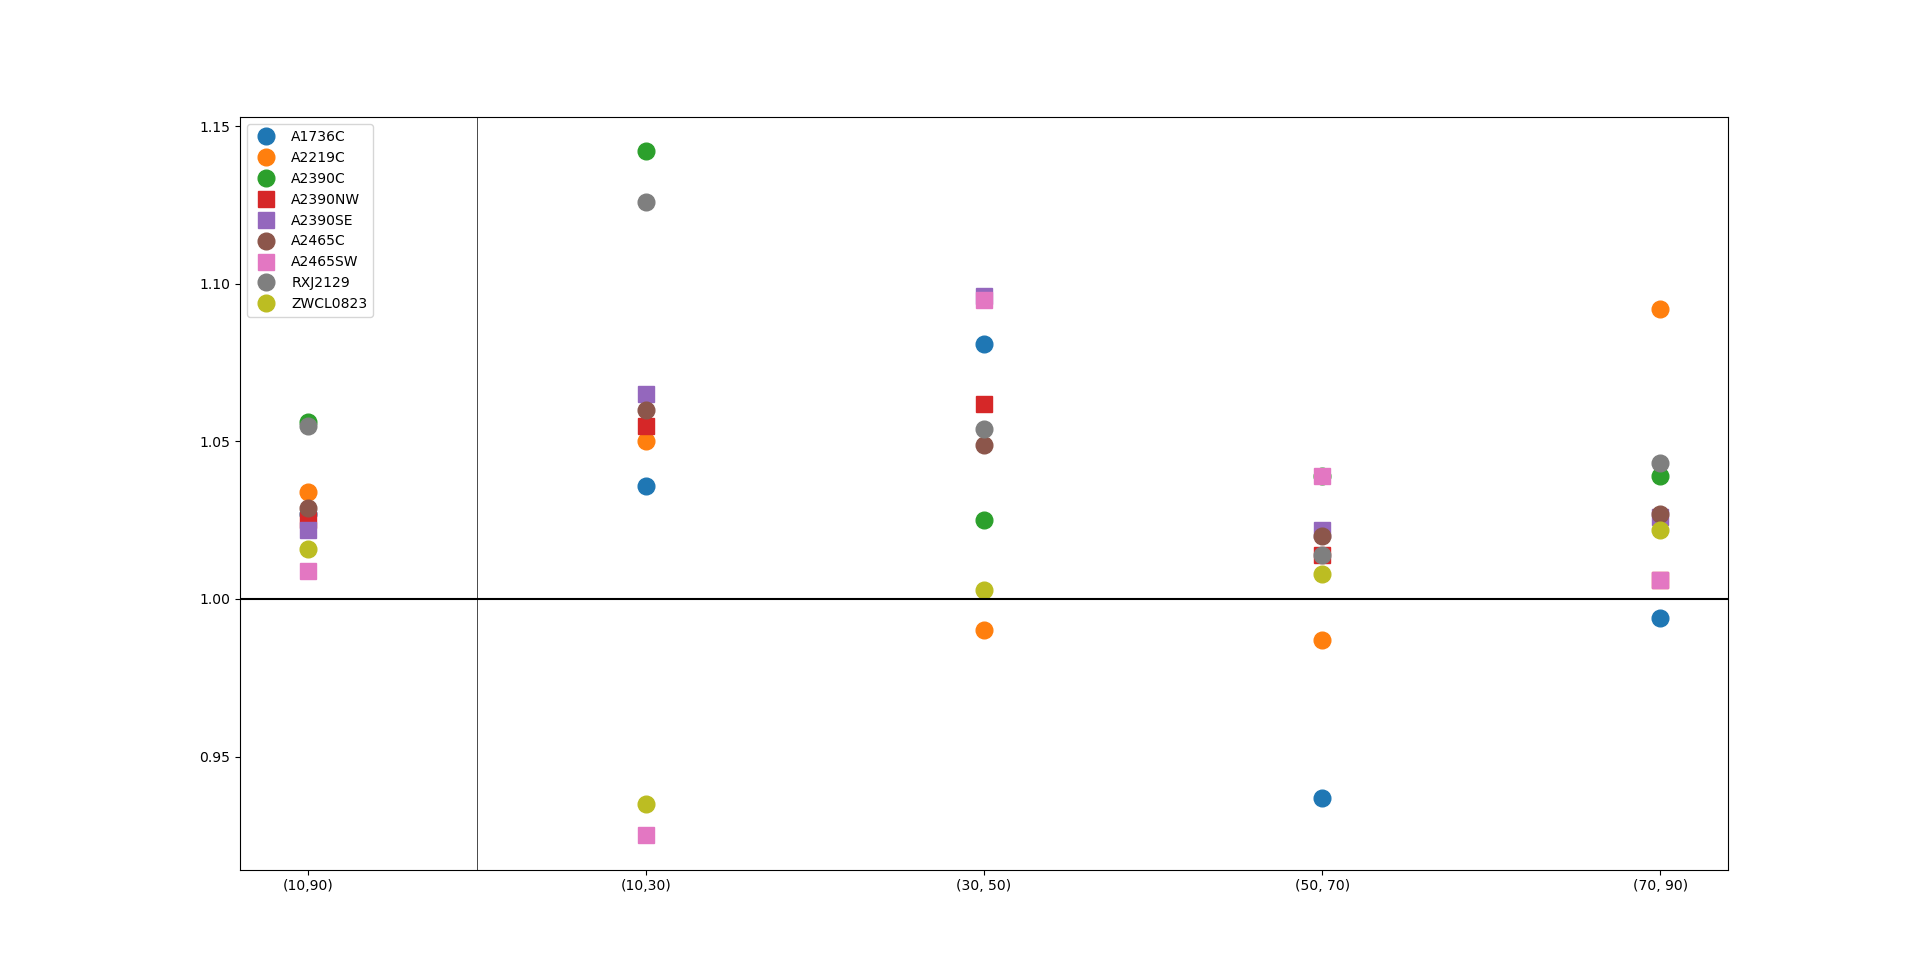 1.15
1.10
1.05
1.00
0.95
A1736C
A2219C
A2390C
A2390NW
A2390SE
A2465C
A2465SW
RXJ2129
ZWCL0823
(10,90)
(10,30)
(30, 50)
(50, 70)
(70, 90)